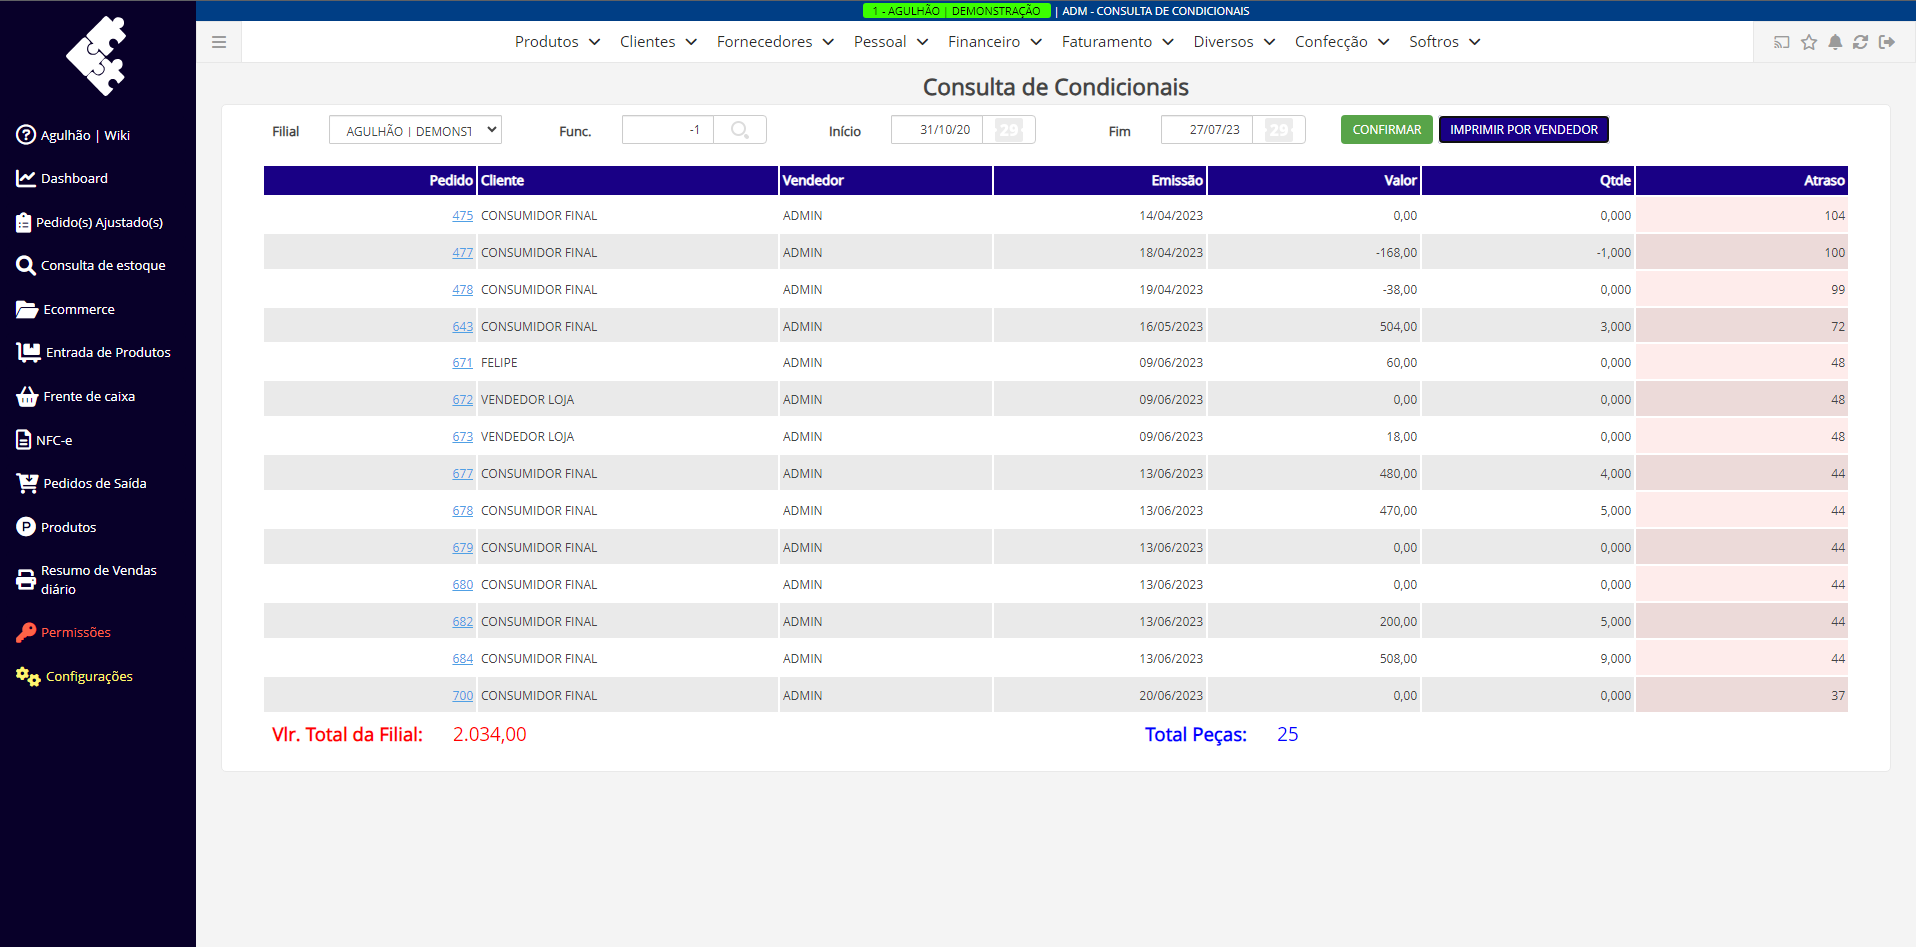 1 - AGULHÃO | DEMONSTRAÇÃO | ADM - CONSULTA DE CONDICIONAIS
Produtos Clientes Fornecedores Pessoal Financeiro Faturamento Diversos Confecção Softros
Agulhão | Wiki
Dashboard
Pedido(s) Ajustado(s)
Consulta de estoque
Ecommerce
Entrada de Produtos
Frente de caixa
NFC-e
Pedidos de Saída
Produtos
Resumo de Vendas
diário
Permissões
Configurações
Consulta de Condicionais
Filial AGULHÃO | DEMONST Func. -1 Início 31/10/20 29 Fim 27/07/23 29 CONFIRMAR IMPRIMIR POR VENDEDOR
Pedido Cliente Vendedor Emissão Valor Qtde Atraso
475 CONSUMIDOR FINAL ADMIN 14/04/2023 0,00 0,000 104
477 CONSUMIDOR FINAL ADMIN 18/04/2023 -168,00 -1,000 100
478 CONSUMIDOR FINAL ADMIN 19/04/2023 -38,00 0,000 99
643 CONSUMIDOR FINAL ADMIN 16/05/2023 504,00 3,000 72
671 FELIPE ADMIN 09/06/2023 60,00 0,000 48
672 VENDEDOR LOJA ADMIN 09/06/2023 0,00 0,000 48
673 VENDEDOR LOJA ADMIN 09/06/2023 18,00 0,000 48
677 CONSUMIDOR FINAL ADMIN 13/06/2023 480,00 4,000 44
678 CONSUMIDOR FINAL ADMIN 13/06/2023 470,00 5,000 44
679 CONSUMIDOR FINAL ADMIN 13/06/2023 0,00 0,000 44
680 CONSUMIDOR FINAL ADMIN 13/06/2023 0,00 0,000 44
682 CONSUMIDOR FINAL ADMIN 13/06/2023 200,00 5,000 44
684 CONSUMIDOR FINAL ADMIN 13/06/2023 508,00 9,000 44
700 CONSUMIDOR FINAL ADMIN 20/06/2023 0,00 0,000 37
Vlr. Total da Filial: 2.034,00 Total Peças: 25